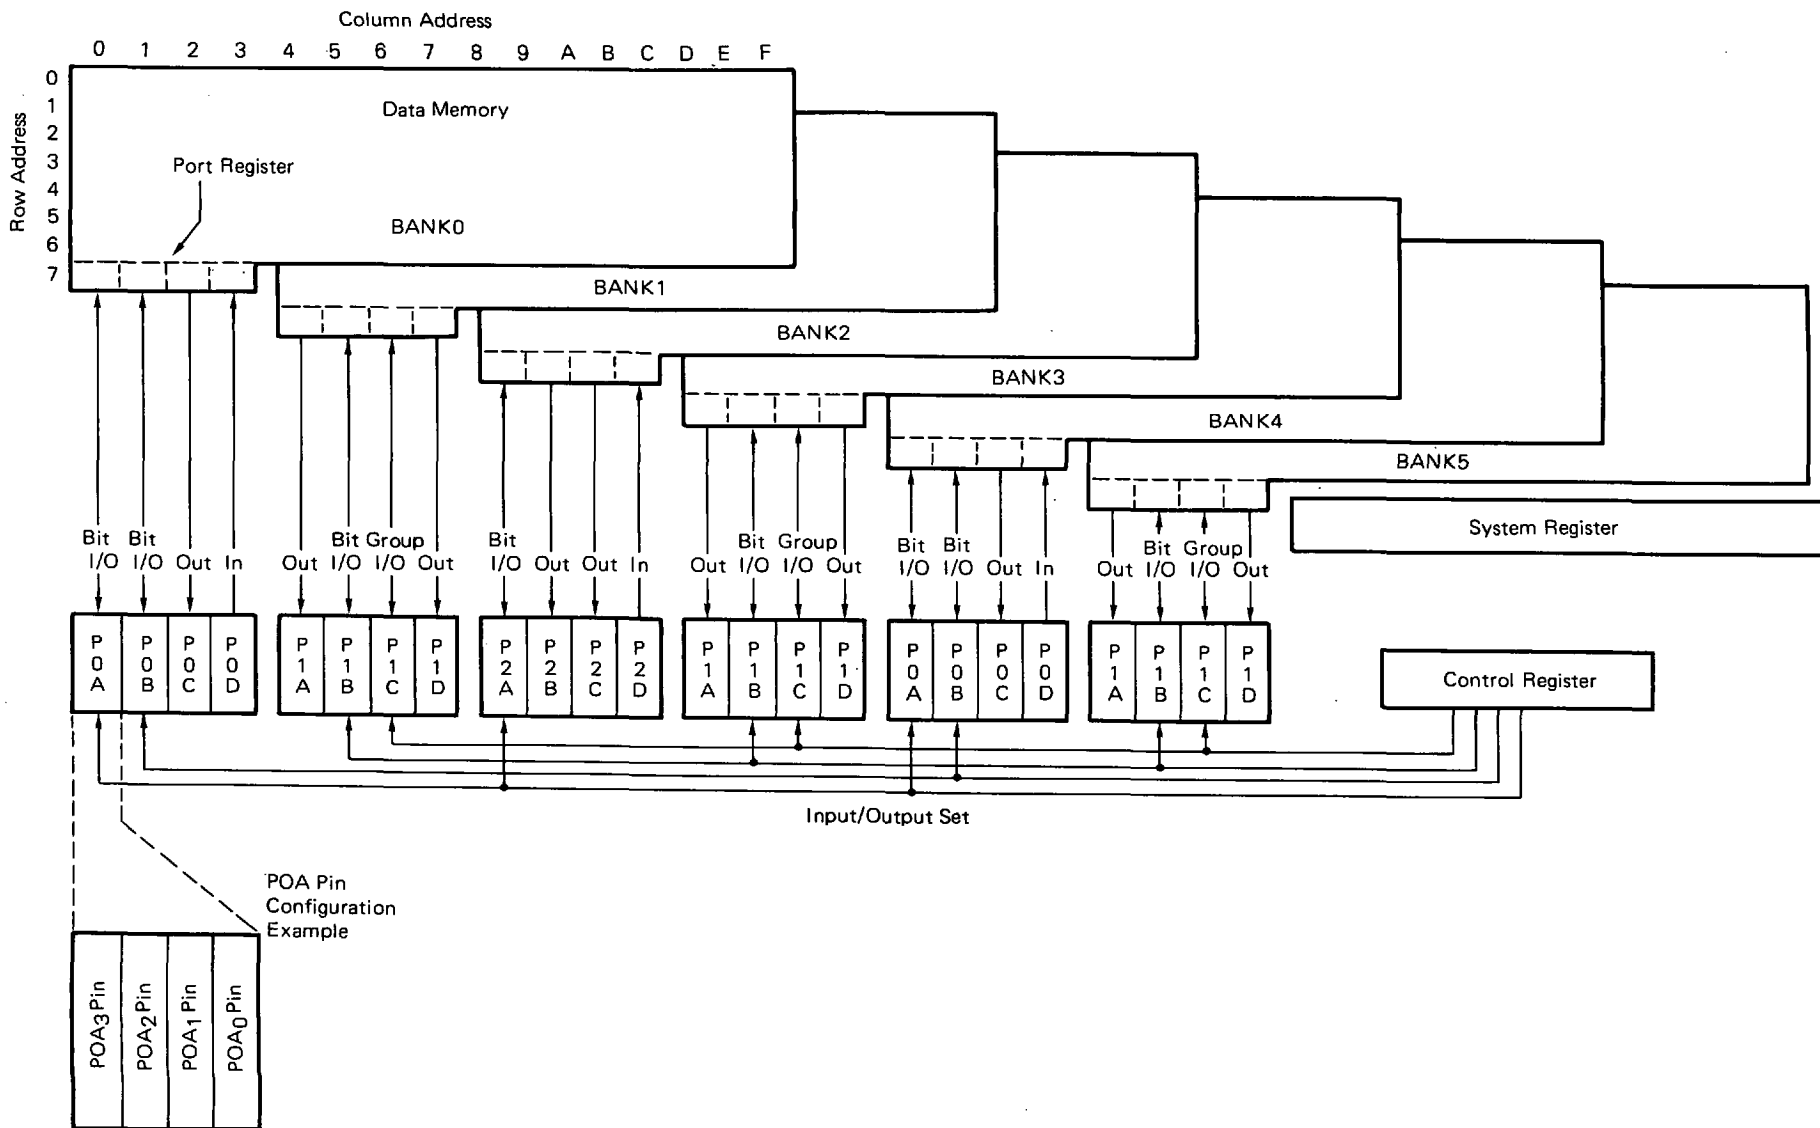 Column Address
0 1 2 3 4 5 6 7 8 9 A B C D E F
Row Address
0
1
2
3
4
5
6
7
Data Memory
Port Register
BANK0
BANK1
BANK2
BANK3
BANK4
BANK5
System Register
Bit I/O Bit I/O Out In
Out Bit I/O Group I/O Out
Bit I/O Out Out In
Out Bit I/O Group I/O Out
Bit I/O Bit I/O Out In
Out Bit I/O Group I/O Out
P0A P0B P0C P0D
P1A P1B P1C P1D
P2A P2B P2C P2D
P1A P1B P1C P1D
P0A P0B P0C P0D
P1A P1B P1C P1D
Control Register
Input/Output Set
POA Pin
Configuration
Example
POA3 Pin
POA2 Pin
POA1 Pin
POA0 Pin